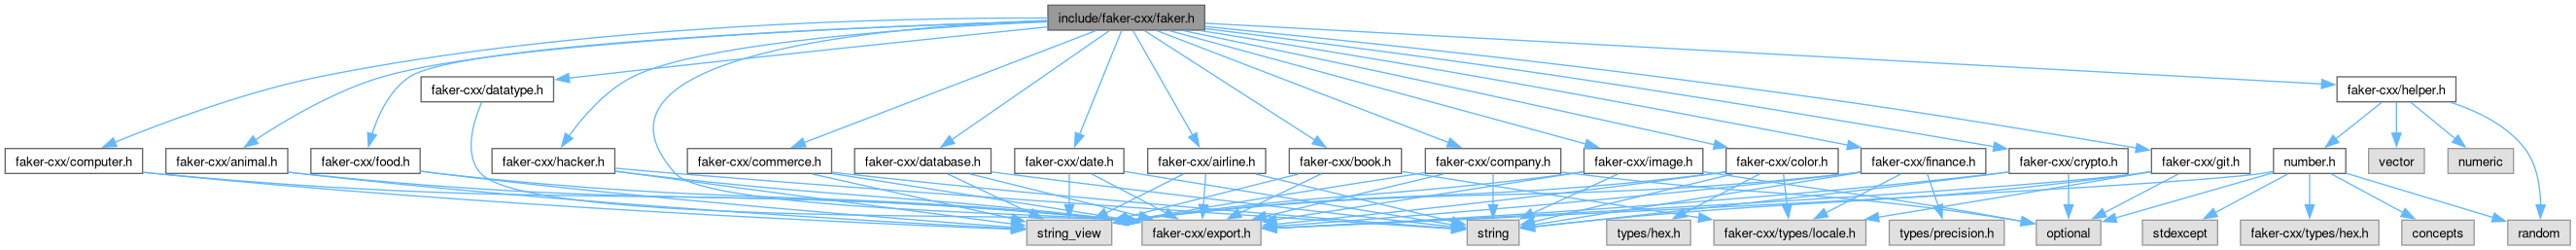 include/faker-cxx/faker.h
faker-cxx/datatype.h
faker-cxx/helper.h
faker-cxx/computer.h
faker-cxx/animal.h
faker-cxx/food.h
faker-cxx/hacker.h
faker-cxx/commerce.h
faker-cxx/database.h
faker-cxx/date.h
faker-cxx/airline.h
faker-cxx/book.h
faker-cxx/company.h
faker-cxx/image.h
faker-cxx/color.h
faker-cxx/finance.h
faker-cxx/crypto.h
faker-cxx/git.h
number.h
vector
numeric
string_view
faker-cxx/export.h
string
types/hex.h
faker-cxx/types/locale.h
types/precision.h
optional
stdexcept
faker-cxx/types/hex.h
concepts
random